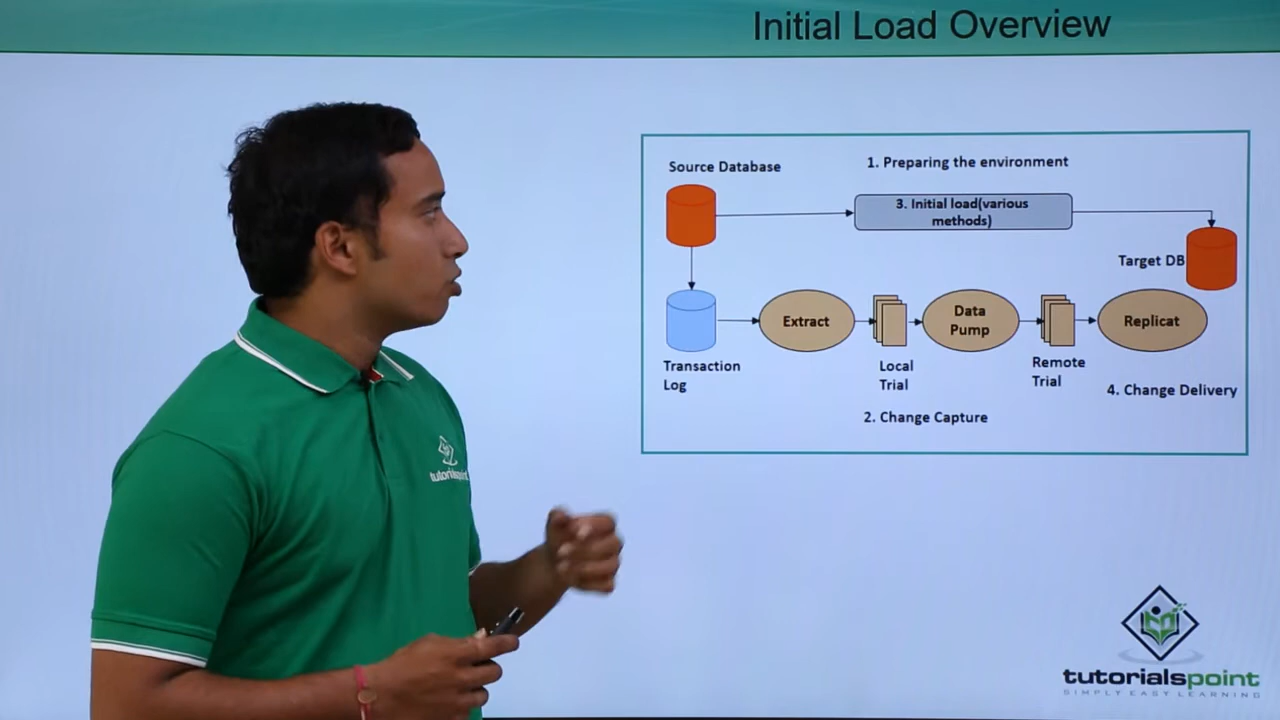 Initial Load Overview
Source Database
1. Preparing the environment
3. Initial load(various
methods)
Target DB
Extract
Data
Pump
Replicat
Transaction
Log
Local
Trial
Remote
Trial
4. Change Delivery
2. Change Capture
tutorialspoint
tutorialspoint
SIMPLY EASY LEARNING